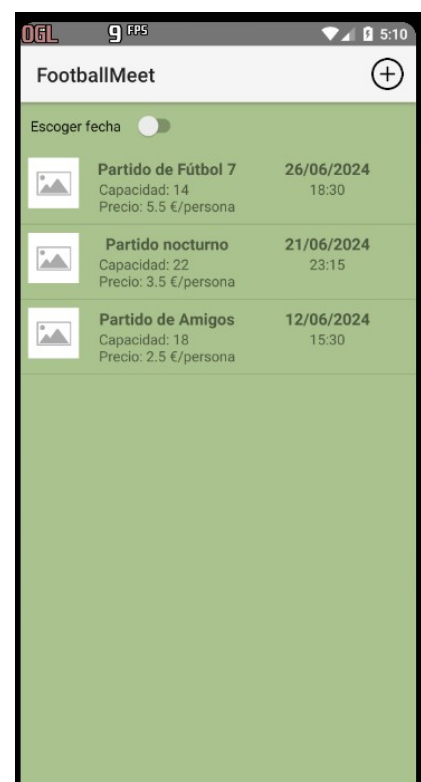 OGL 9 FPS 5:10
FootballMeet
Escoger fecha
Partido de Fútbol 7 26/06/2024
Capacidad: 14 18:30
Precio: 5.5 €/persona
Partido nocturno 21/06/2024
Capacidad: 22 23:15
Precio: 3.5 €/persona
Partido de Amigos 12/06/2024
Capacidad: 18 15:30
Precio: 2.5 €/persona